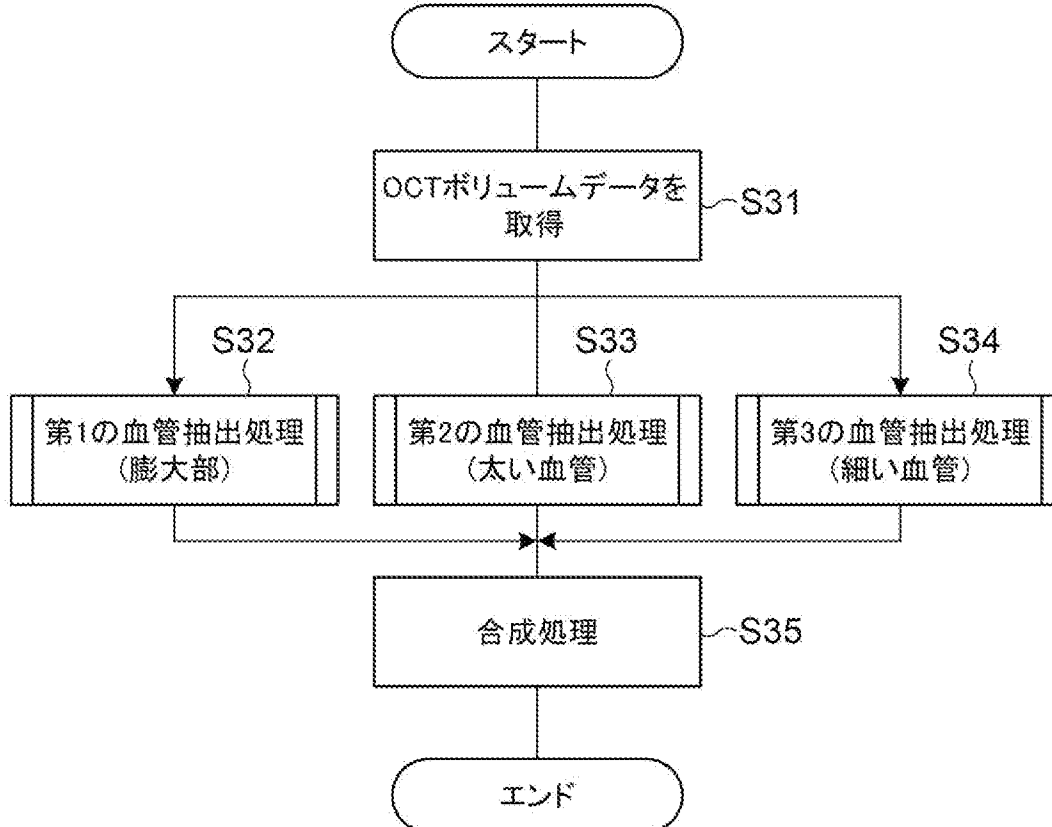 スタート
OCTボリュームデータを
取得
S31
S32
S33
S34
第1の血管抽出処理
(膨大部)
第2の血管抽出処理
(太い血管)
第3の血管抽出処理
(細い血管)
合成処理
S35
エンド